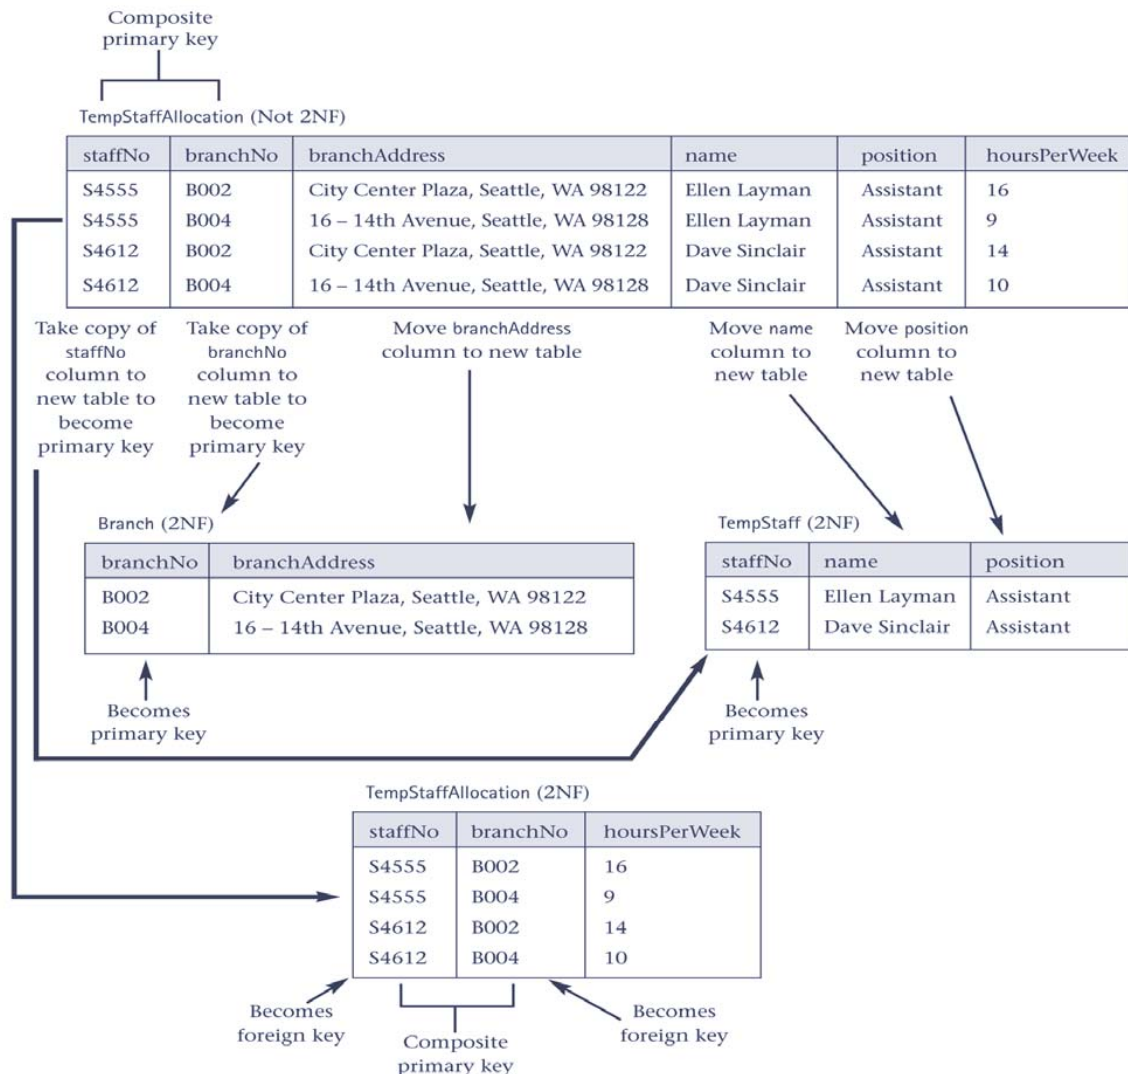 Composite
primary key
TempStaffAllocation (Not 2NF)
staffNo branchNo branchAddress name position hoursPerWeek
S4555 B002 City Center Plaza, Seattle, WA 98122 Ellen Layman Assistant 16
S4555 B004 16 – 14th Avenue, Seattle, WA 98128 Ellen Layman Assistant 9
S4612 B002 City Center Plaza, Seattle, WA 98122 Dave Sinclair Assistant 14
S4612 B004 16 – 14th Avenue, Seattle, WA 98128 Dave Sinclair Assistant 10
Take copy of
staffNo
column to
new table to
become
primary key
Take copy of
branchNo
column to
new table to
become
primary key
Move branchAddress
column to new table
Move name
column to
new table
Move position
column to
new table
Branch (2NF)
branchNo branchAddress
B002 City Center Plaza, Seattle, WA 98122
B004 16 – 14th Avenue, Seattle, WA 98128
Becomes
primary key
TempStaff (2NF)
staffNo name position
S4555 Ellen Layman Assistant
S4612 Dave Sinclair Assistant
Becomes
primary key
TempStaffAllocation (2NF)
staffNo branchNo hoursPerWeek
S4555 B002 16
S4555 B004 9
S4612 B002 14
S4612 B004 10
Becomes
foreign key
Composite
primary key
Becomes
foreign key